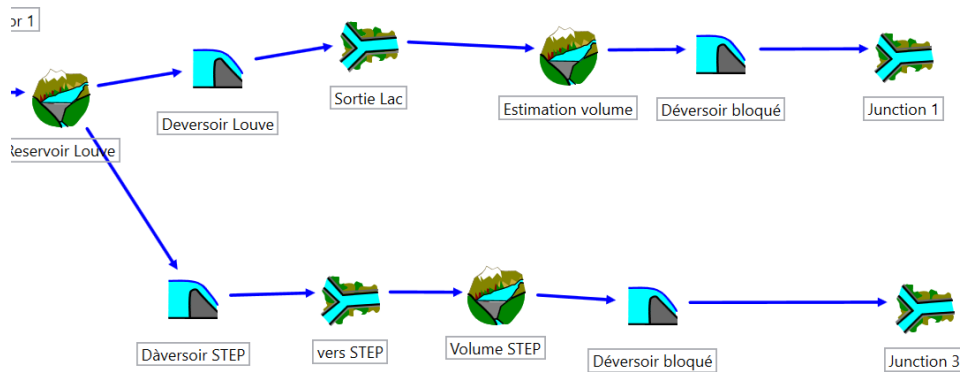 or 1
Reservoir Louve
Deversoir Louve
Sortie Lac
Estimation volume
Déversoir bloqué
Junction 1
Dàversoir STEP
vers STEP
Volume STEP
Déversoir bloqué
Junction 3